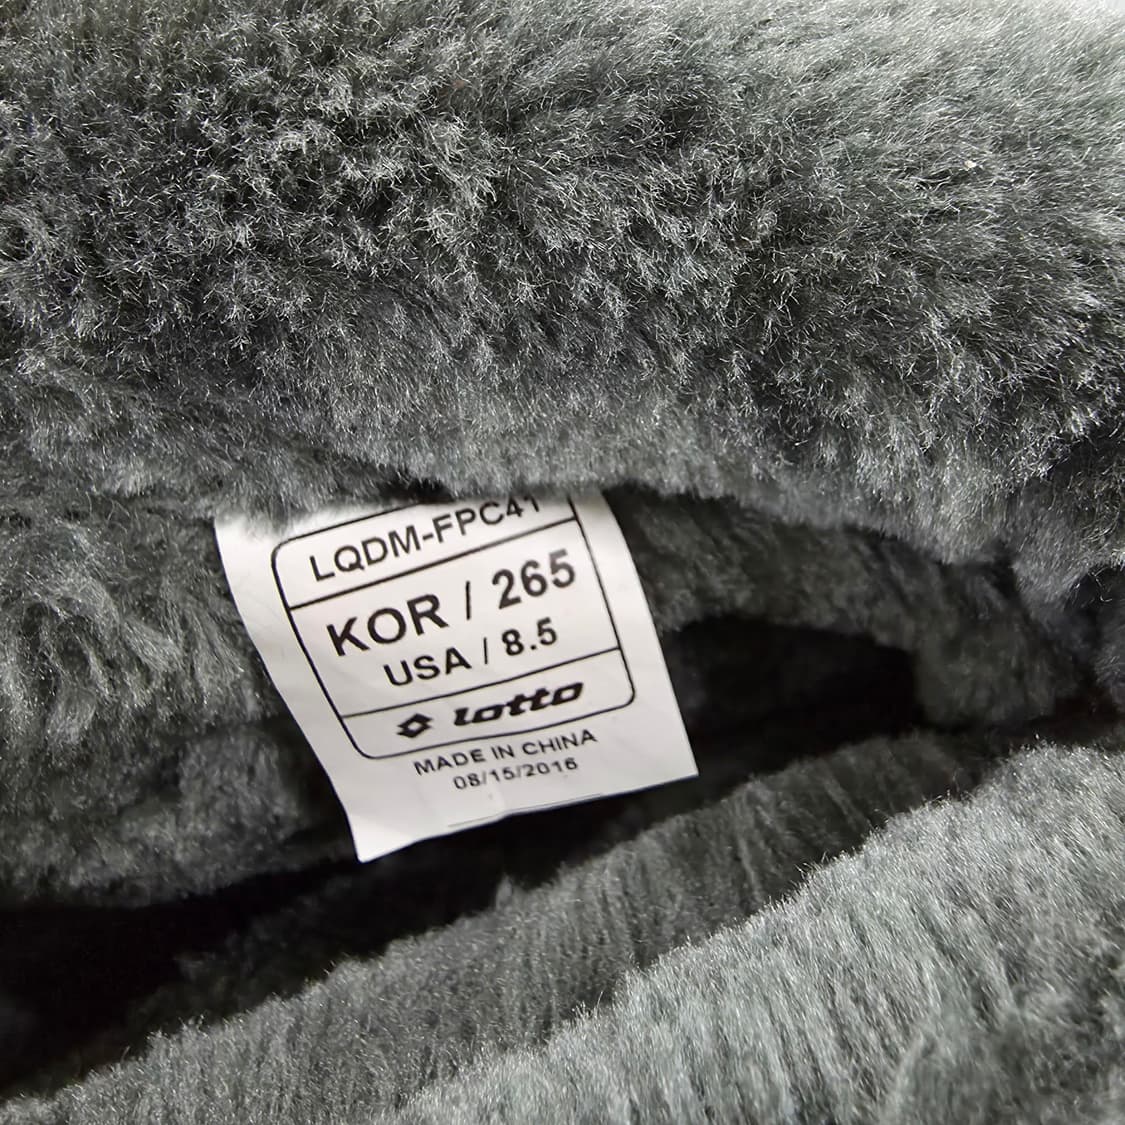 LQDM-FPC41
KOR / 265
USA / 8.5
lotto
MADE IN CHINA
08/15/2016